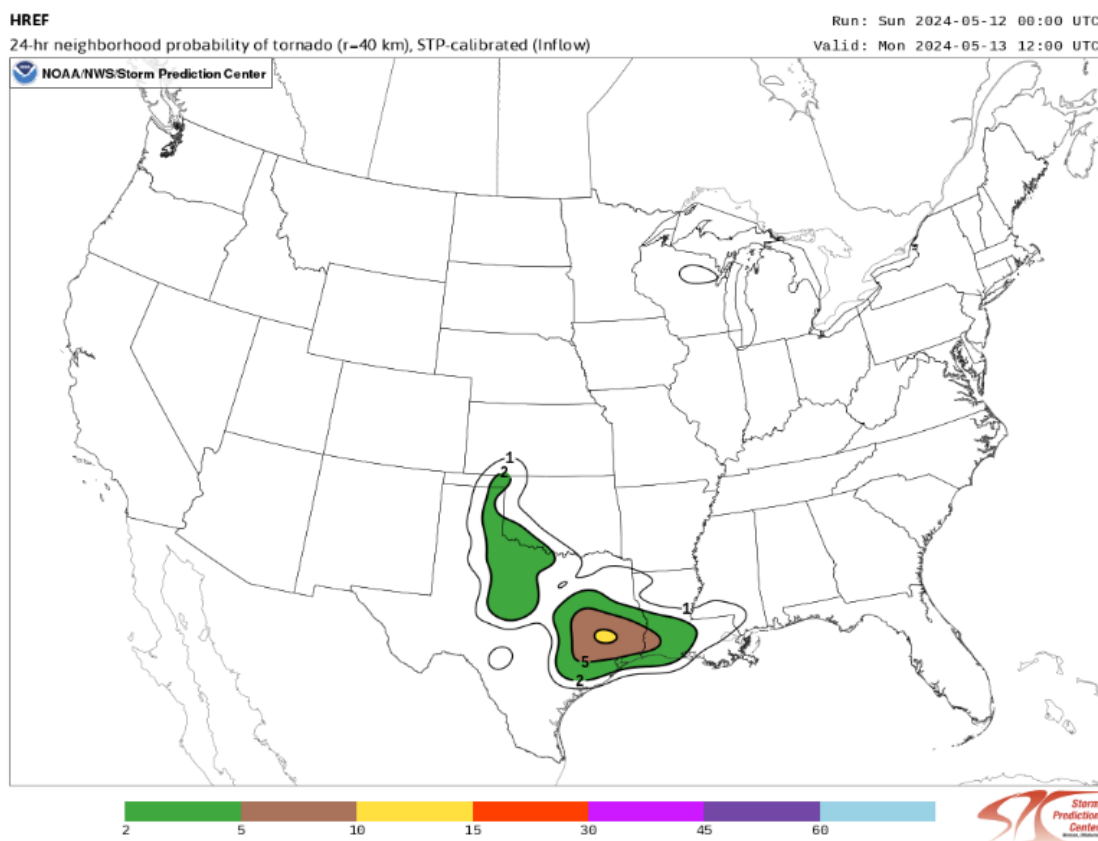 HREF
Run: Sun 2024-05-12 00:00 UTC
24-hr neighborhood probability of tornado (r=40 km), STP-calibrated (Inflow)
Valid: Mon 2024-05-13 12:00 UTC
NOAA/NWS/Storm Prediction Center
1
2
1
5
2
2 5 10 15 30 45 60
Storm
Prediction
Center